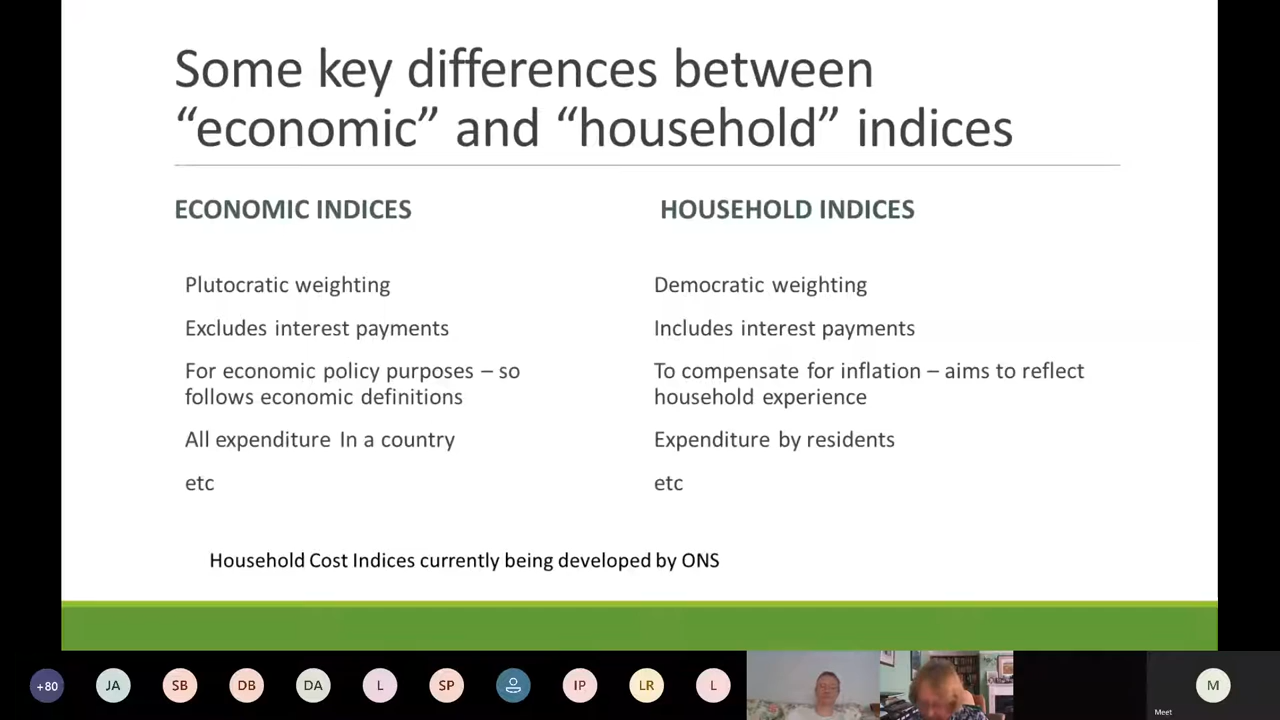 Some key differences between
“economic” and “household” indices
ECONOMIC INDICES
Plutocratic weighting
Excludes interest payments
For economic policy purposes – so
follows economic definitions
All expenditure In a country
etc
HOUSEHOLD INDICES
Democratic weighting
Includes interest payments
To compensate for inflation – aims to reflect
household experience
Expenditure by residents
etc
Household Cost Indices currently being developed by ONS
+80
JA
SB
DB
DA
L
SP
IP
LR
L
M
Meet